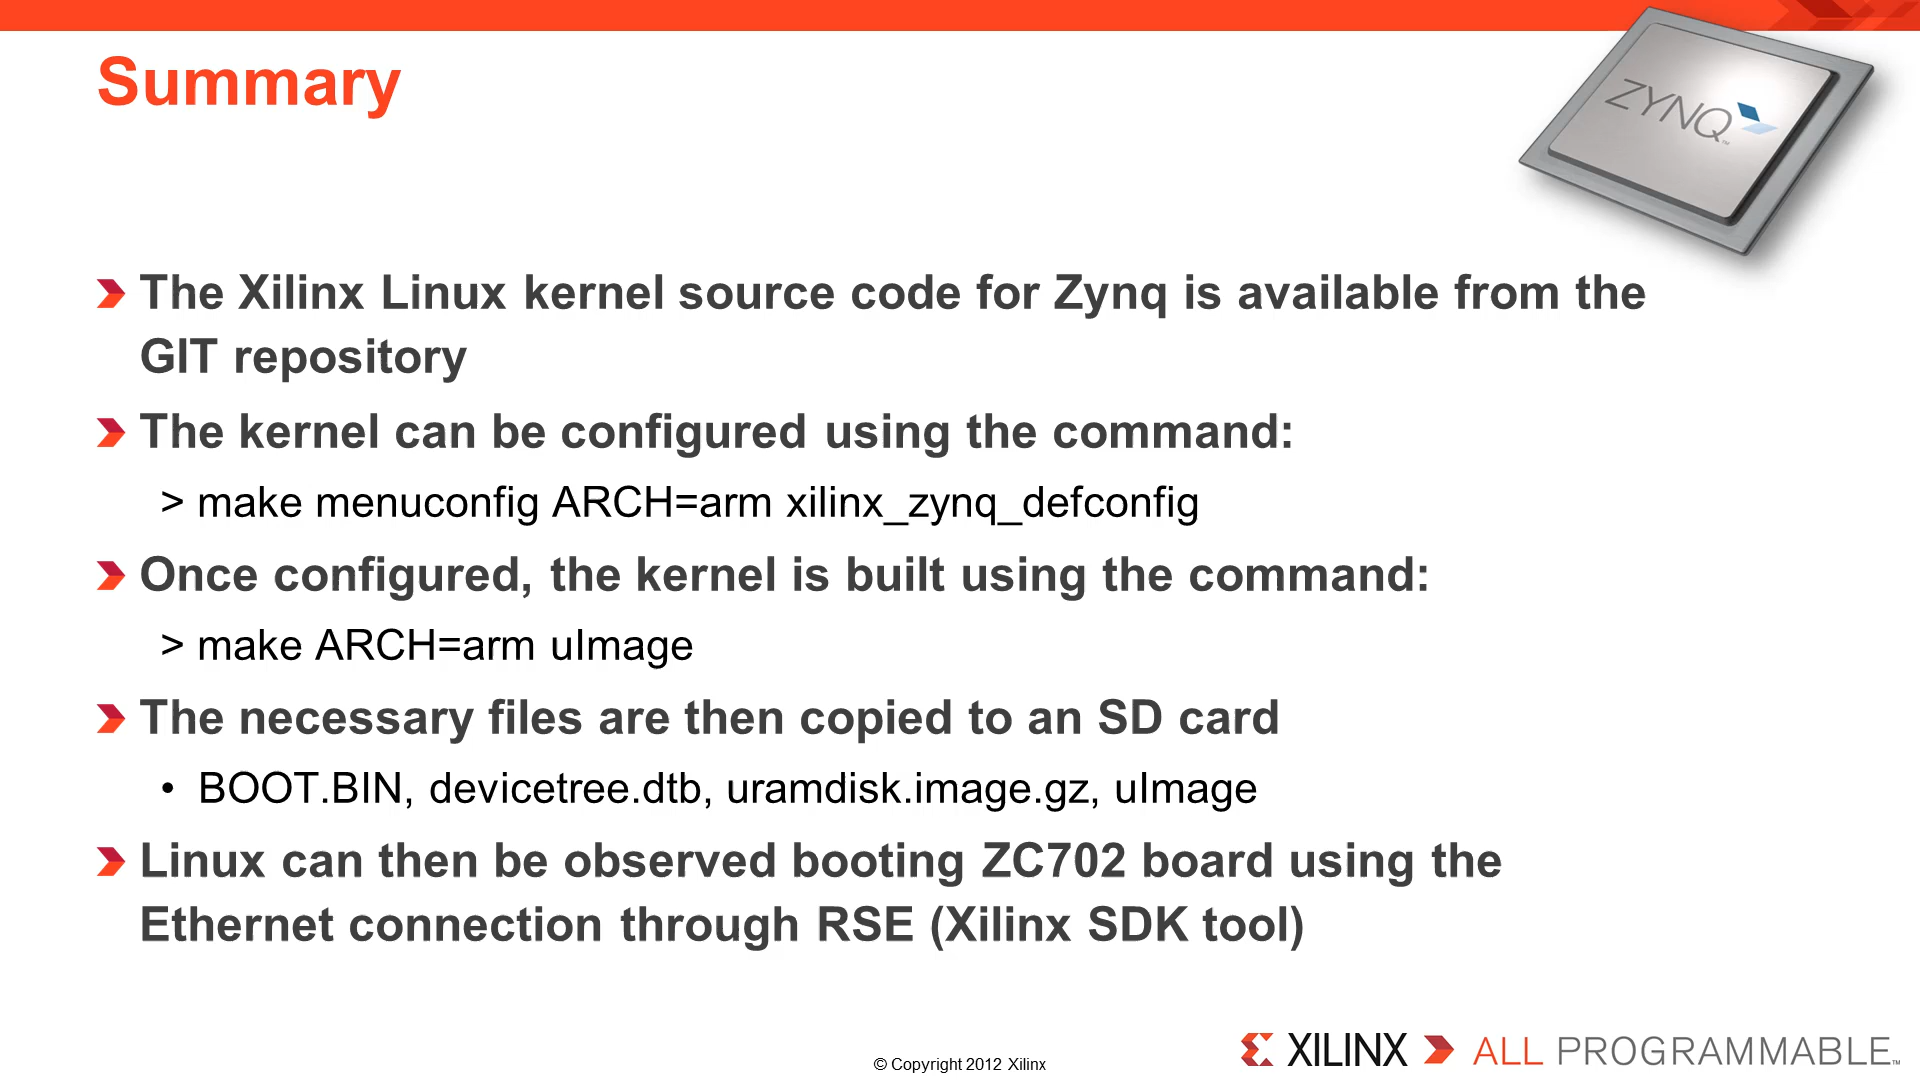 Summary
ZYNQ™
The Xilinx Linux kernel source code for Zynq is available from the
GIT repository
The kernel can be configured using the command:
> make menuconfig ARCH=arm xilinx_zynq_defconfig
Once configured, the kernel is built using the command:
> make ARCH=arm uImage
The necessary files are then copied to an SD card
• BOOT.BIN, devicetree.dtb, uramdisk.image.gz, uImage
Linux can then be observed booting ZC702 board using the
Ethernet connection through RSE (Xilinx SDK tool)
© Copyright 2012 Xilinx
XILINX ALL PROGRAMMABLE™